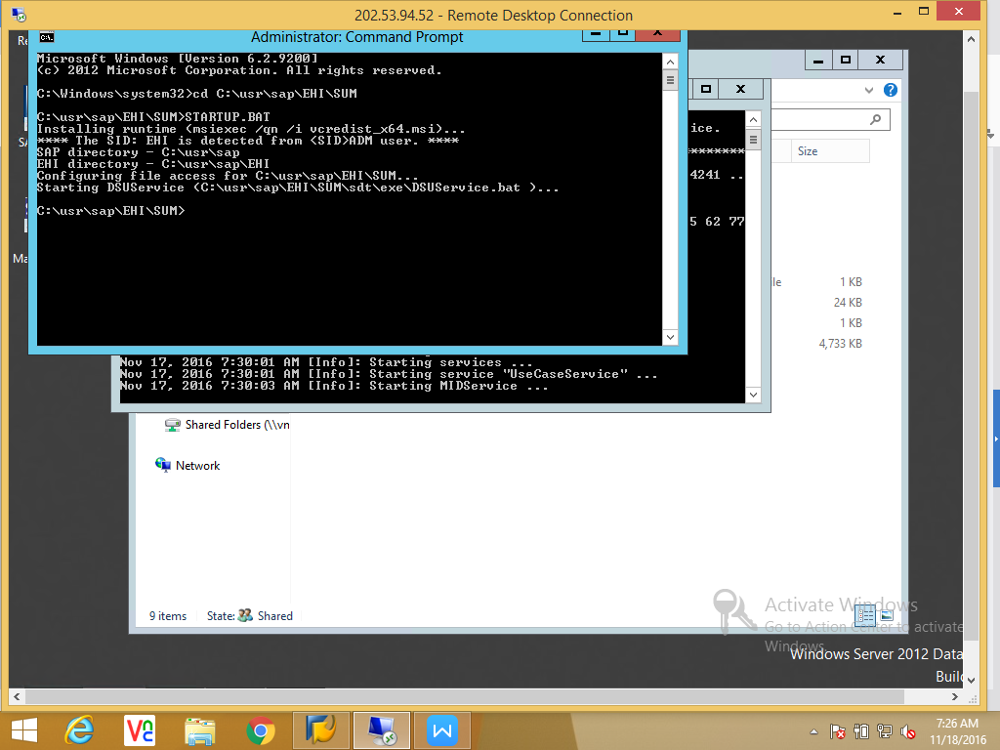 202.53.94.52 - Remote Desktop Connection
Re
Administrator: Command Prompt
Microsoft Windows [Version 6.2.9200]
(c) 2012 Microsoft Corporation. All rights reserved.
C:\Windows\system32>cd C:\usr\sap\EHI\SUM
C:\usr\sap\EHI\SUM>STARTUP.BAT
Installing runtime (msiexec /qn /i vcredist_x64.msi)...
**** The SID: EHI is detected from <SID>ADM user. ****
SAP directory - C:\usr\sap
EHI directory - C:\usr\sap\EHI
Configuring file access for C:\usr\sap\EHI\SUM...
Starting DSUService (C:\usr\sap\EHI\SUM\sdt\exe\DSUService.bat )...
C:\usr\sap\EHI\SUM>
ice.
********
4241 ..
5 62 77
Nov 17, 2016 7:30:01 AM [Info]: Starting services ...
Nov 17, 2016 7:30:01 AM [Info]: Starting service "UseCaseService" ...
Nov 17, 2016 7:30:03 AM [Info]: Starting MIDService ...
Size
le 1 KB
24 KB
1 KB
4,733 KB
SA
Ma
Shared Folders (\\vn
Network
9 items State: Shared
Activate Windows
Go to Action Center to activate
Windows.
Windows Server 2012 Data
Build
7:26 AM
11/18/2016